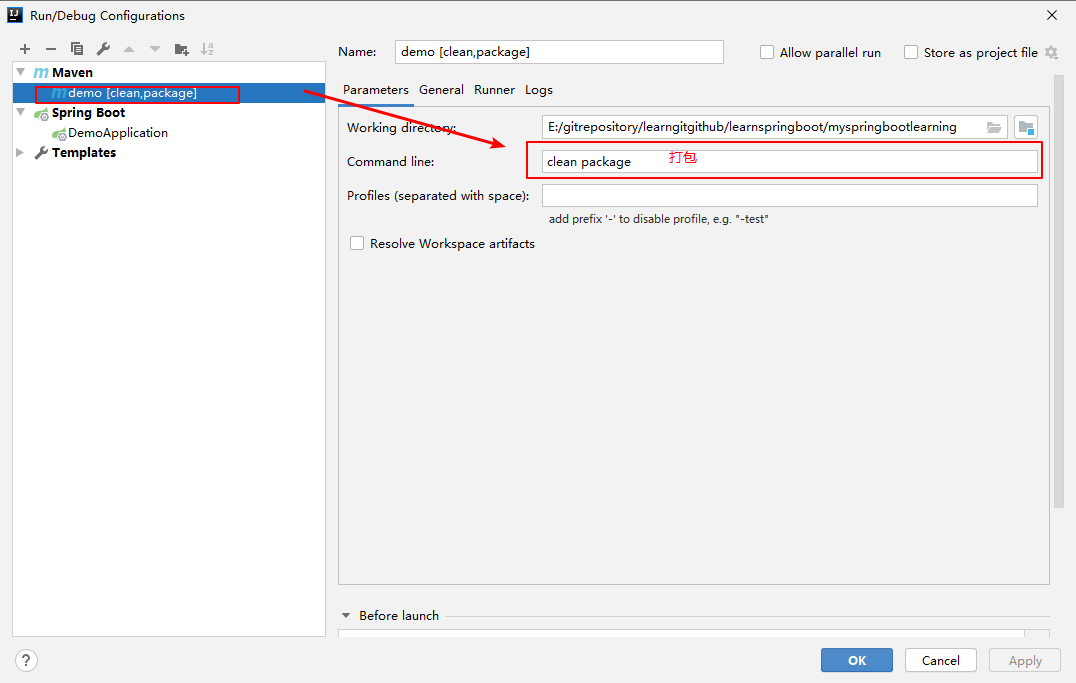 Run/Debug Configurations
Name:
demo [clean,package]
Allow parallel run
Store as project file
Maven
demo [clean,package]
Spring Boot
DemoApplication
Templates
Parameters
General
Runner
Logs
Working directory:
E:/gitrepository/learngitgithub/learnspringboot/myspringbootlearning
Command line:
clean package
打包
Profiles (separated with space):
add prefix '-' to disable profile, e.g. "-test"
Resolve Workspace artifacts
Before launch
?
OK
Cancel
Apply